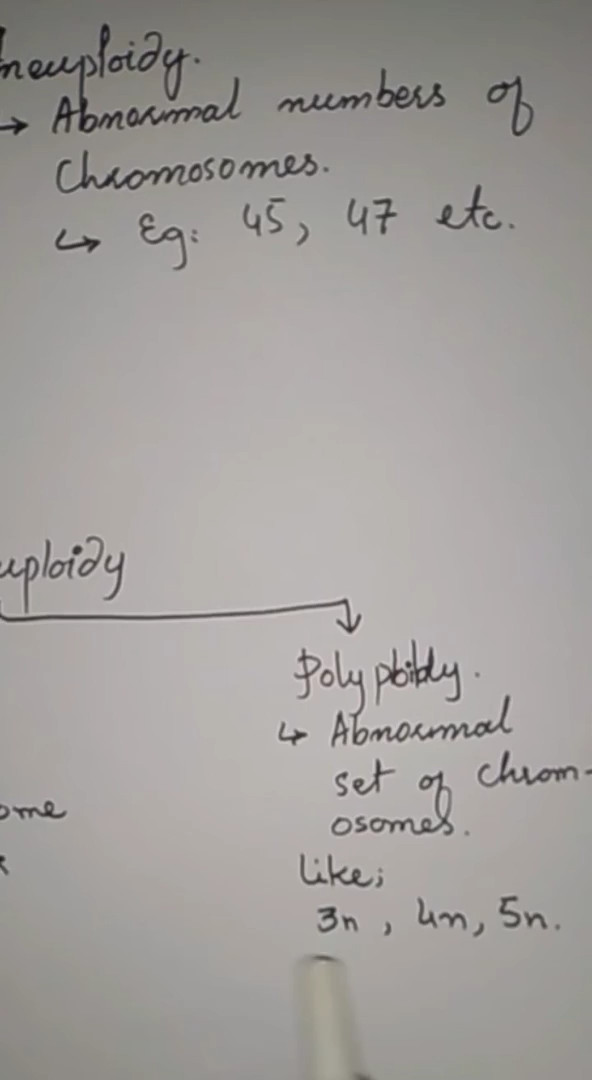 neuploidy.
→ Abnormal numbers of
Chromosomes.
↳ Eg: 45, 47 etc.
uploidy
Polyploidy.
↳ Abnormal
set of Chrom-
ome
osomes.
like;
3n, 4n, 5n.